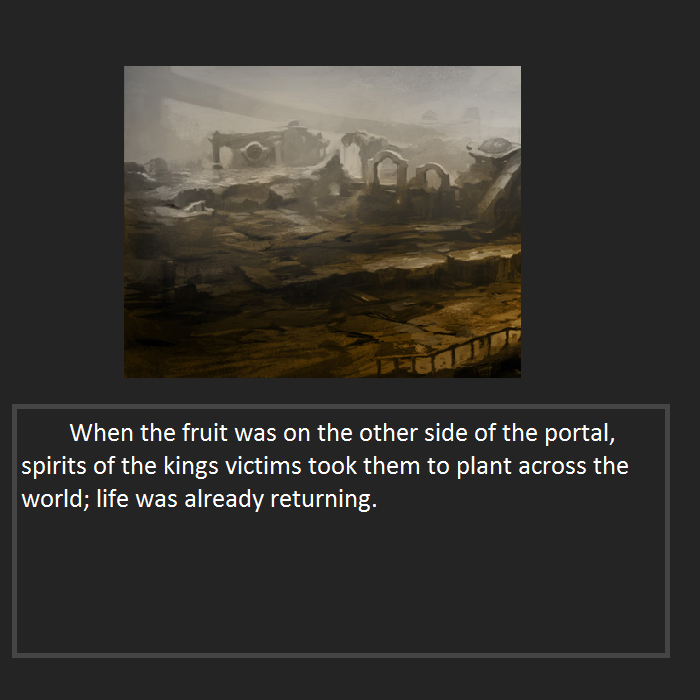 When the fruit was on the other side of the portal,
spirits of the kings victims took them to plant across the
world; life was already returning.